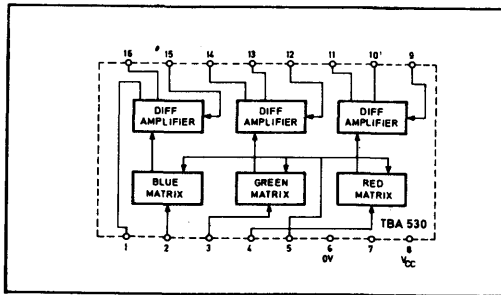 16 15 14 13 12 11 10' 9
DIFF AMPLIFIER
DIFF AMPLIFIER
DIFF AMPLIFIER
BLUE MATRIX
GREEN MATRIX
RED MATRIX
TBA 530
1 2 3 4 5 6 7 8
0V
VCC